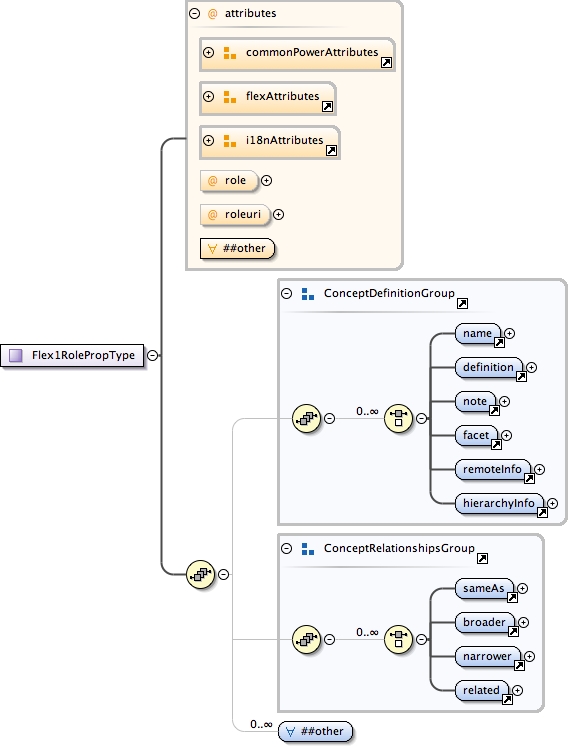 @ attributes
commonPowerAttributes
flexAttributes
i18nAttributes
@ role
@ roleuri
∀ ##other
ConceptDefinitionGroup
name
definition
Flex1RolePropType
note
0..∞
facet
remoteInfo
hierarchyInfo
ConceptRelationshipsGroup
sameAs
broader
0..∞
narrower
related
0..∞
∀ ##other